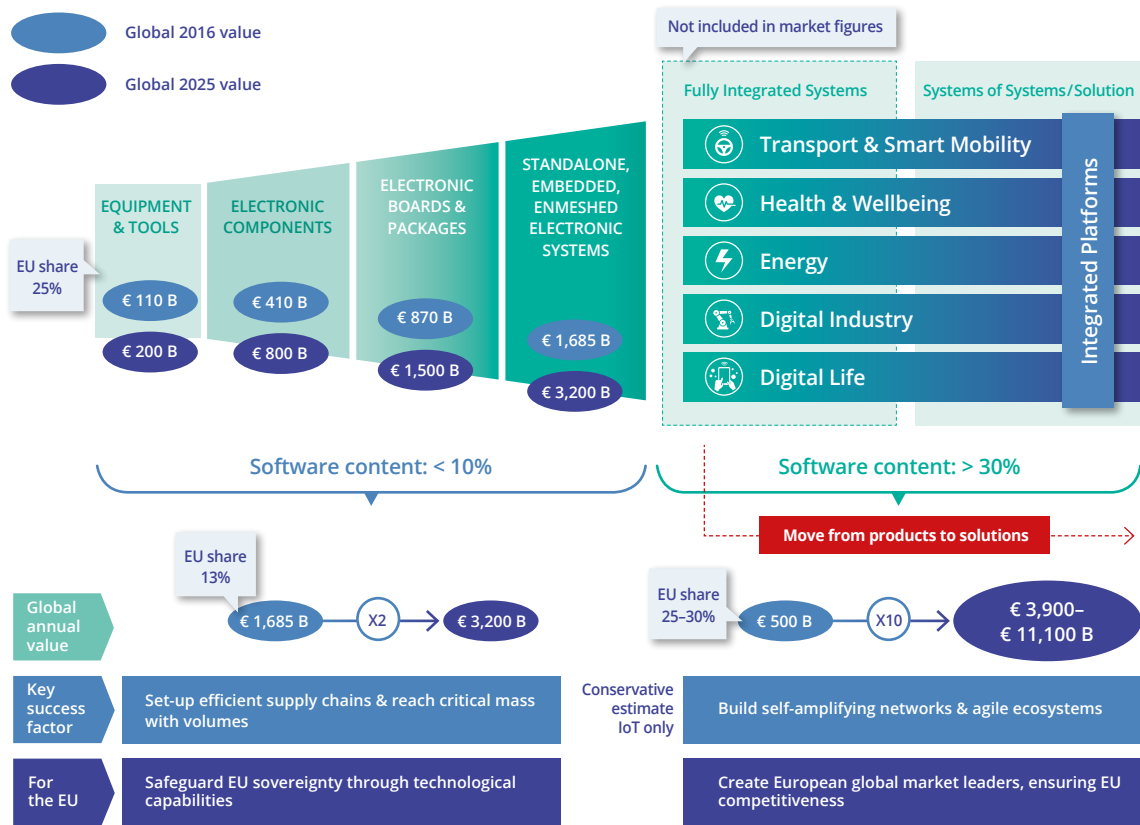 Global 2016 value
Global 2025 value
Not included in market figures
Fully Integrated Systems
Systems of Systems/Solution
EQUIPMENT
& TOOLS
ELECTRONIC
COMPONENTS
ELECTRONIC
BOARDS &
PACKAGES
STANDALONE,
EMBEDDED,
ENMESHED
ELECTRONIC
SYSTEMS
EU share
25%
€ 110 B
€ 200 B
€ 410 B
€ 800 B
€ 870 B
€ 1,500 B
€ 1,685 B
€ 3,200 B
Transport & Smart Mobility
Health & Wellbeing
Energy
Digital Industry
Digital Life
Integrated Platforms
Software content: < 10%
Software content: > 30%
Move from products to solutions
Global
annual
value
EU share
13%
€ 1,685 B
X2
€ 3,200 B
EU share
25–30%
€ 500 B
X10
€ 3,900–
€ 11,100 B
Key
success
factor
Set-up efficient supply chains & reach critical mass
with volumes
Conservative
estimate
IoT only
Build self-amplifying networks & agile ecosystems
For
the EU
Safeguard EU sovereignty through technological
capabilities
Create European global market leaders, ensuring EU
competitiveness